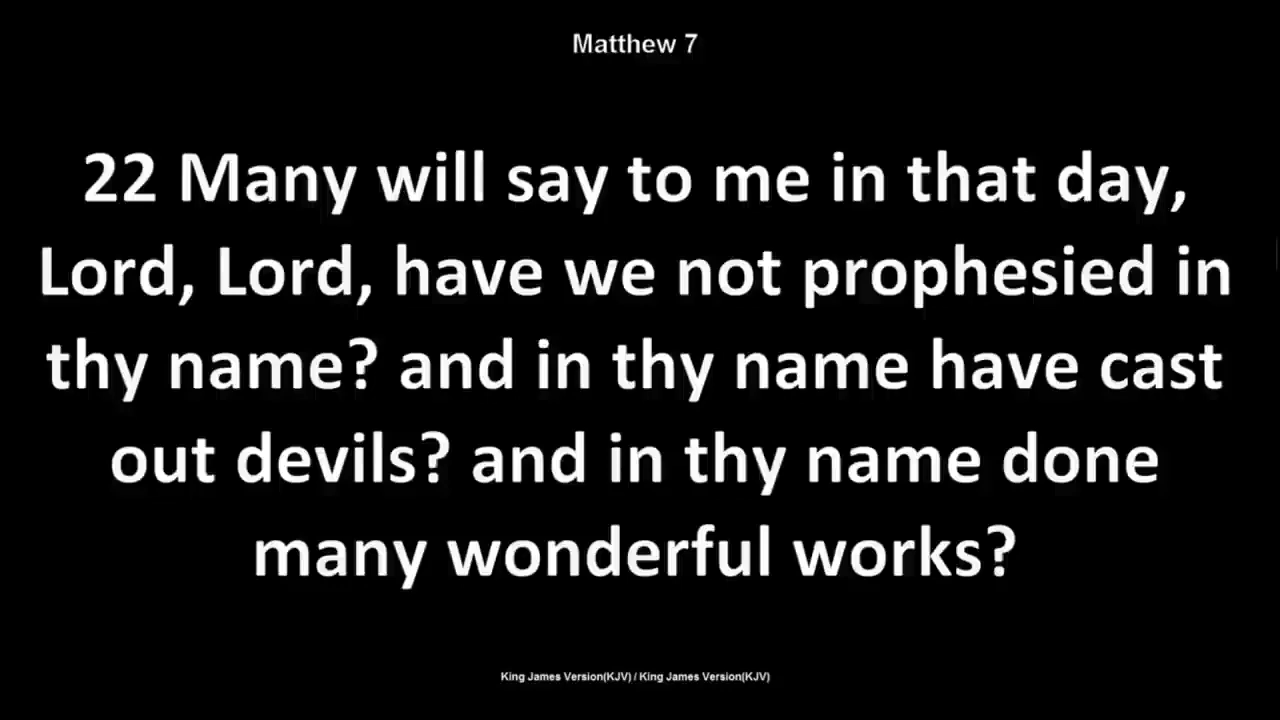 Matthew 7
22 Many will say to me in that day,
Lord, Lord, have we not prophesied in
thy name? and in thy name have cast
out devils? and in thy name done
many wonderful works?
King James Version(KJV) / King James Version(KJV)